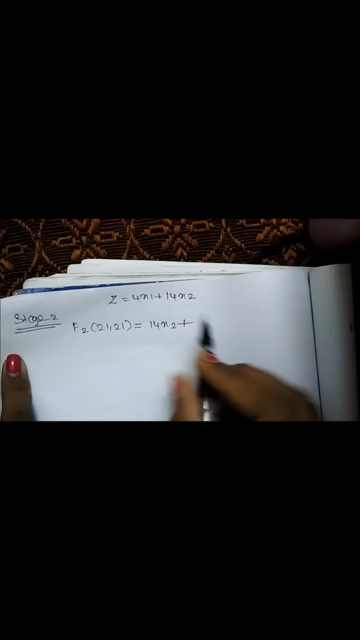 Z = 4x1 + 14x2
Stage 2
F2(21,21) = 14x2 +